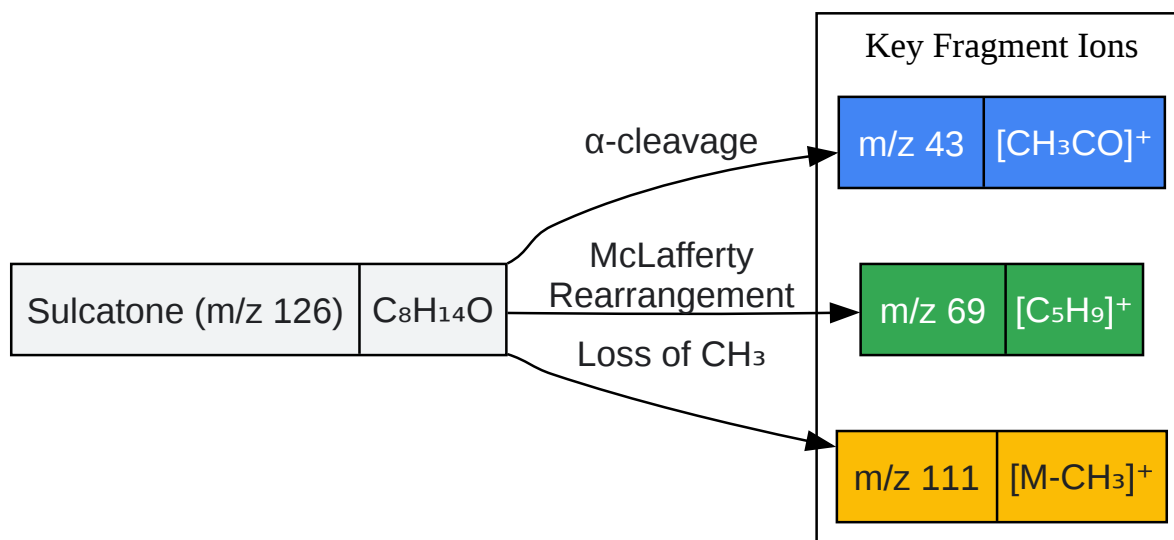 Key Fragment Ions
α-cleavage
m/z 43 [CH₃CO]⁺
McLafferty
Rearrangement
Sulcatone (m/z 126) C₈H₁₄O
m/z 69 [C₅H₉]⁺
Loss of CH₃
m/z 111 [M-CH₃]⁺